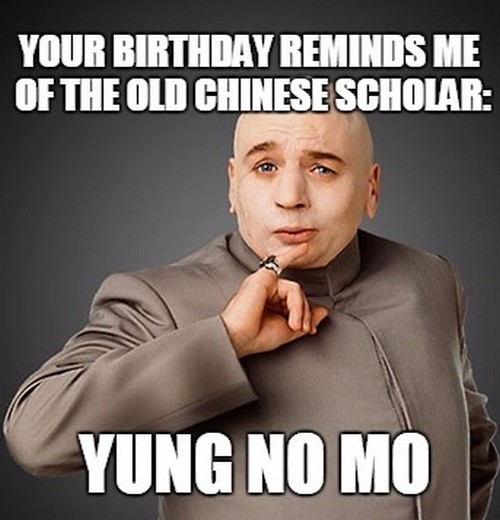 YOUR BIRTHDAY REMINDS ME
OF THE OLD CHINESE SCHOLAR:
YUNG NO MO